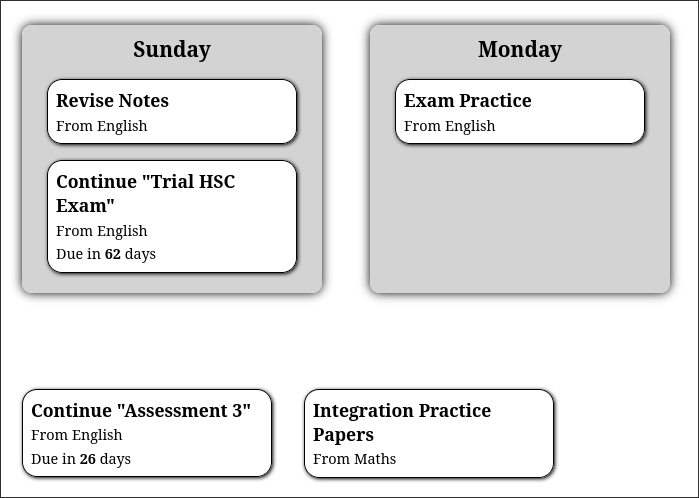 Sunday
Revise Notes
From English
Continue "Trial HSC
Exam"
From English
Due in 62 days
Monday
Exam Practice
From English
Continue "Assessment 3"
From English
Due in 26 days
Integration Practice
Papers
From Maths